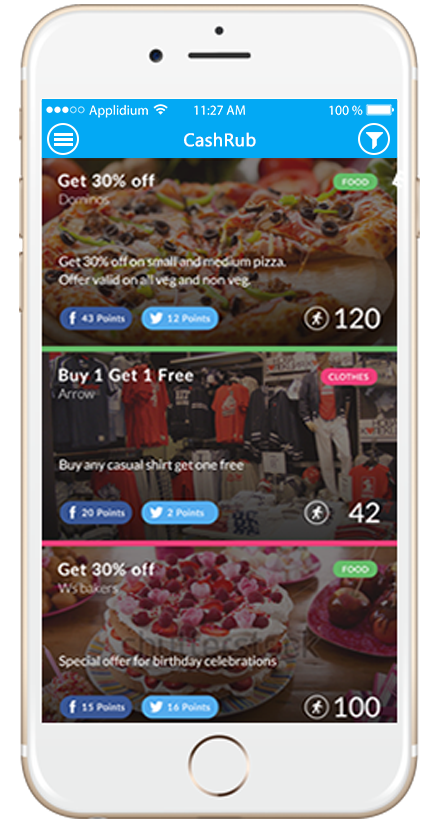 Applidium 11:27 AM 100 %
CashRub
Get 30% off FOOD
Dominos
Get 30% off on small and medium pizza.
Offer valid on all veg and non veg.
43 Points 12 Points 120
Buy 1 Get 1 Free CLOTHES
Arrow
Buy any casual shirt get one free
20 Points 2 Points 42
Get 30% off FOOD
Ws bakers
Special offer for birthday celebrations
15 Points 16 Points 100